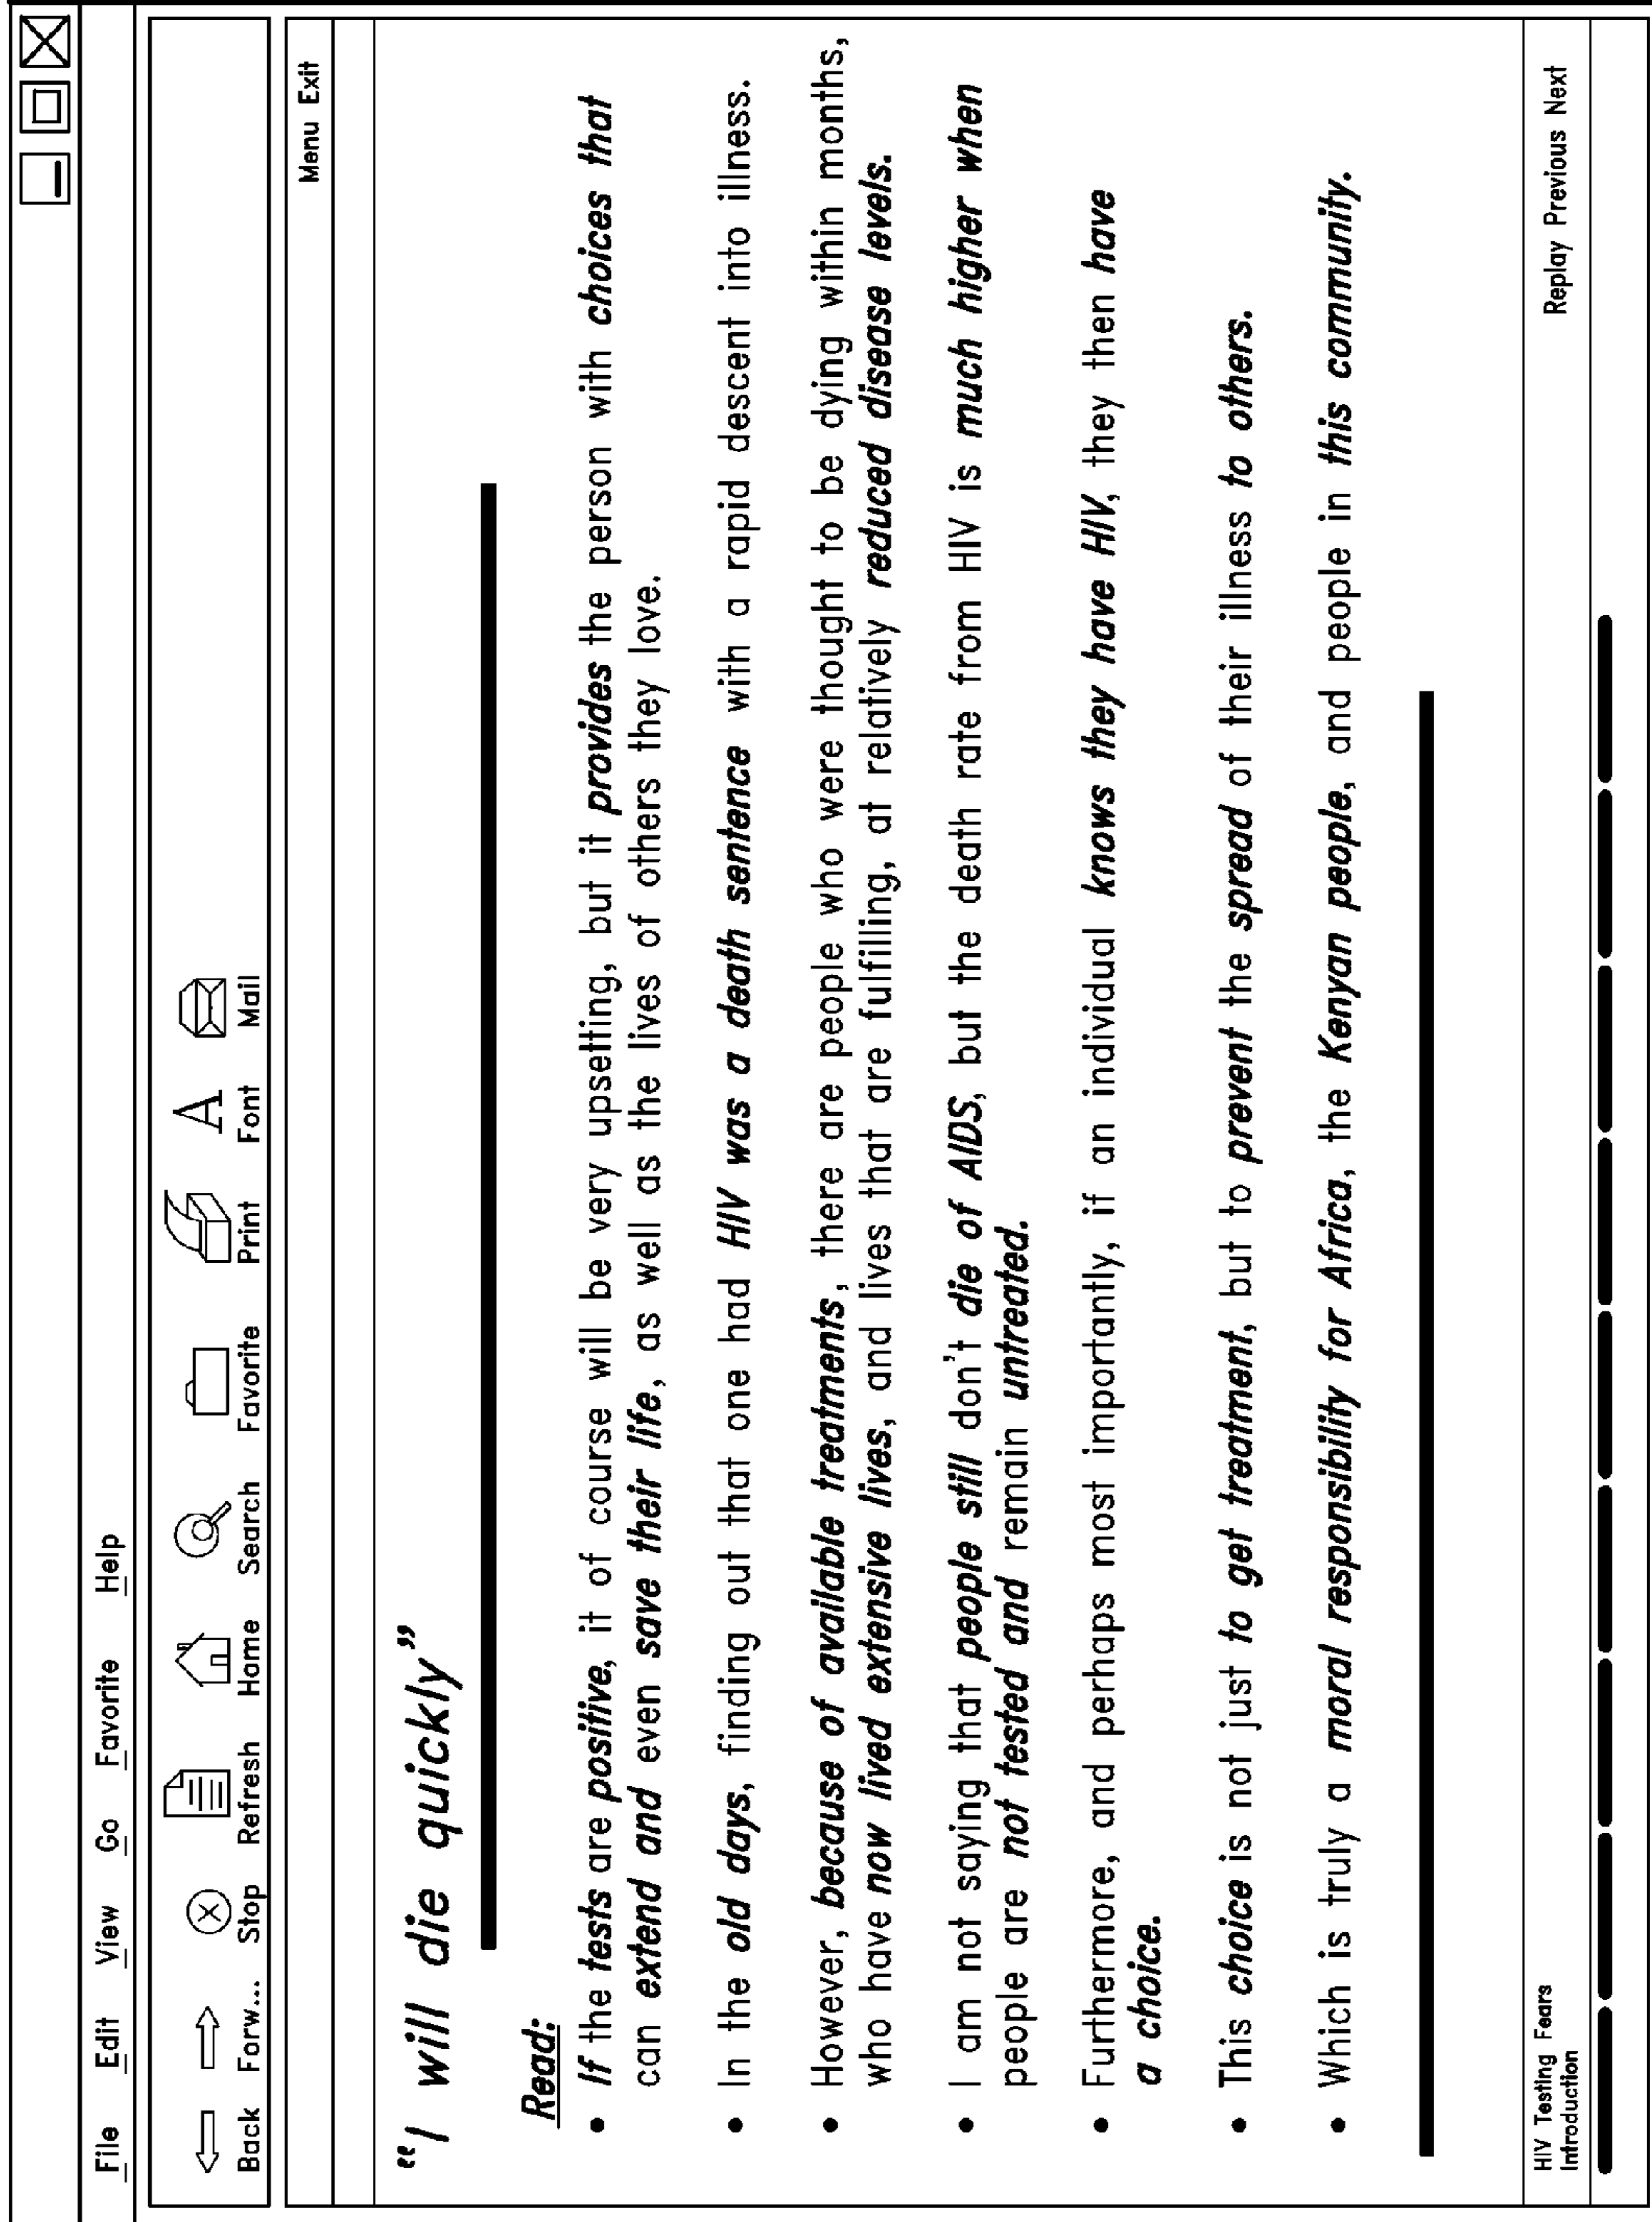 File Edit View Go Favorite Help
Back Forw... Stop Refresh Home Search Favorite Print Font Mail
Menu Exit
“I will die quickly”
Read:
• If the tests are positive, it of course will be very upsetting, but it provides the person with choices that
can extend and even save their life, as well as the lives of others they love.
• In the old days, finding out that one had HIV was a death sentence with a rapid descent into illness.
• However, because of available treatments, there are people who were thought to be dying within months,
who have now lived extensive lives, and lives that are fulfilling, at relatively reduced disease levels.
• I am not saying that people still don't die of AIDS, but the death rate from HIV is much higher when
people are not tested and remain untreated.
• Furthermore, and perhaps most importantly, if an individual knows they have HIV, they then have
a choice.
• This choice is not just to get treatment, but to prevent the spread of their illness to others.
• Which is truly a moral responsibility for Africa, the Kenyan people, and people in this community.
HIV Testing Fears
Introduction
Replay Previous Next